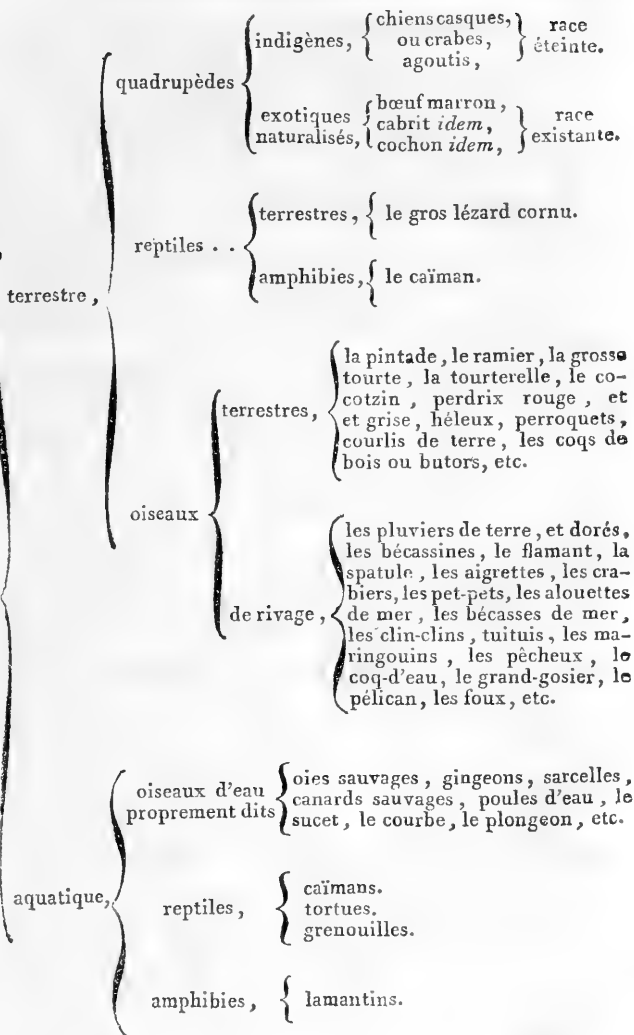 terrestre,
quadrupèdes
indigènes,
chiens casques,
ou crabes,
agoutis,
race
éteinte.
exotiques
naturalisés,
bœuf marron,
cabrit idem,
cochon idem,
race
existante.
reptiles . .
terrestres,
le gros lézard cornu.
amphibies,
le caïman.
oiseaux
terrestres,
la pintade, le ramier, la grosse
tourte, la tourterelle, le co-
cotzin, perdrix rouge, et
et grise, héleux, perroquets,
courlis de terre, les coqs de
bois ou butors, etc.
de rivage,
les pluviers de terre, et dorés,
les bécassines, le flamant, la
spatule, les aigrettes, les cra-
biers, les pet-pets, les alouettes
de mer, les bécasses de mer,
les clin-clins, tuituis, les ma-
ringouins, les pêcheux, le
coq-d'eau, le grand-gosier, le
pélican, les foux, etc.
aquatique,
oiseaux d'eau
proprement dits
oies sauvages, gingeons, sarcelles,
canards sauvages, poules d'eau, le
sucet, le courbe, le plongeon, etc.
reptiles,
caïmans.
tortues.
grenouilles.
amphibies,
lamantins.